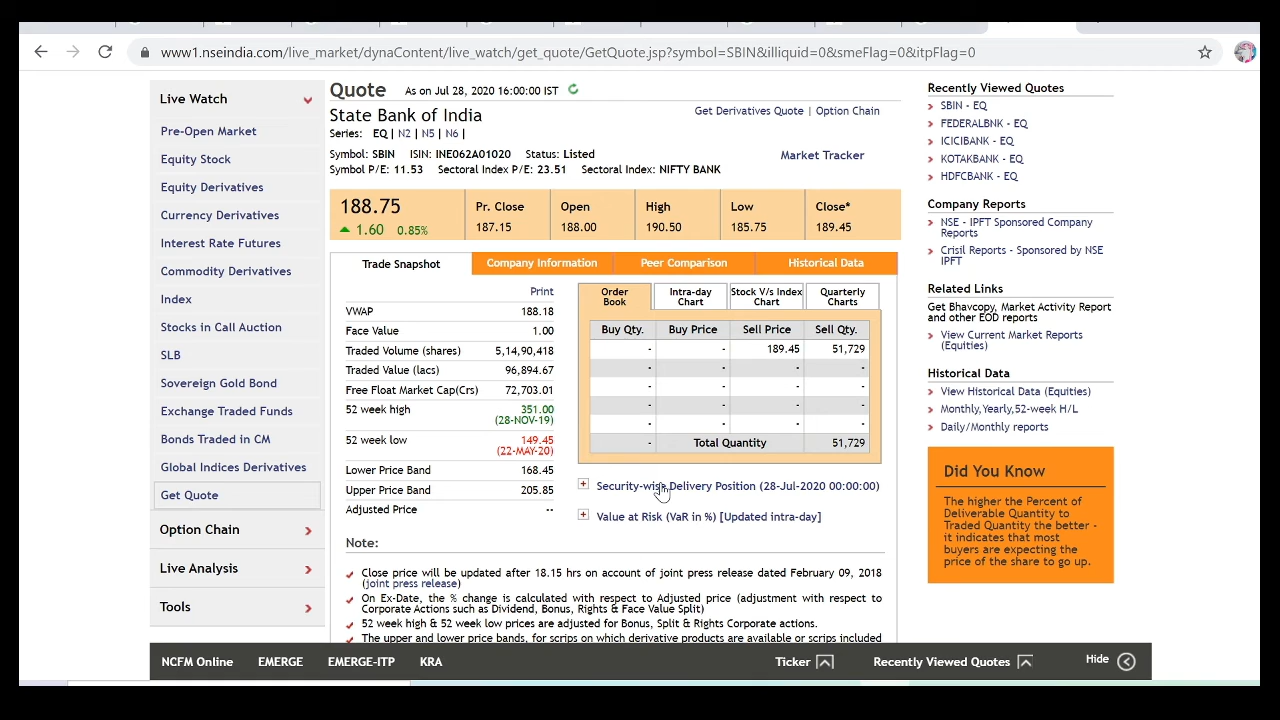 www1.nseindia.com/live_market/dynaContent/live_watch/get_quote/GetQuote.jsp?symbol=SBIN&illiquid=0&smeFlag=0&itpFlag=0
Live Watch
Pre-Open Market
Equity Stock
Equity Derivatives
Currency Derivatives
Interest Rate Futures
Commodity Derivatives
Index
Stocks in Call Auction
SLB
Sovereign Gold Bond
Exchange Traded Funds
Bonds Traded in CM
Global Indices Derivatives
Get Quote
Option Chain
Live Analysis
Tools
Quote As on Jul 28, 2020 16:00:00 IST
State Bank of India
Get Derivatives Quote | Option Chain
Series: EQ | N2 | N5 | N6 |
Symbol: SBIN ISIN: INE062A01020 Status: Listed
Market Tracker
Symbol P/E: 11.53 Sectoral Index P/E: 23.51 Sectoral Index: NIFTY BANK
188.75 Pr. Close Open High Low Close*
1.60 0.85% 187.15 188.00 190.50 185.75 189.45
Trade Snapshot Company Information Peer Comparison Historical Data
Print
VWAP 188.18
Face Value 1.00
Traded Volume (shares) 5,14,90,418
Traded Value (lacs) 96,894.67
Free Float Market Cap(Crs) 72,703.01
52 week high 351.00
(28-NOV-19)
52 week low 149.45
(22-MAY-20)
Lower Price Band 168.45
Upper Price Band 205.85
Adjusted Price --
Order Book
Intra-day Chart
Stock V/s Index Chart
Quarterly Charts
Buy Qty. Buy Price Sell Price Sell Qty.
- - 189.45 51,729
- - - -
- - - -
- - - -
- - - -
- Total Quantity 51,729
Security-wise Delivery Position (28-Jul-2020 00:00:00)
Value at Risk (VaR in %) [Updated intra-day]
Note:
Close price will be updated after 18.15 hrs on account of joint press release dated February 09, 2018
(joint press release)
On Ex-Date, the % change is calculated with respect to Adjusted price (adjustment with respect to
Corporate Actions such as Dividend, Bonus, Rights & Face Value Split)
52 week high & 52 week low prices are adjusted for Bonus, Split & Rights Corporate actions.
The upper and lower price bands, for scrips on which derivative products are available or scrips included
Recently Viewed Quotes
SBIN - EQ
FEDERALBNK - EQ
ICICIBANK - EQ
KOTAKBANK - EQ
HDFCBANK - EQ
Company Reports
NSE - IPFT Sponsored Company
Reports
Crisil Reports - Sponsored by NSE
IPFT
Related Links
Get Bhavcopy, Market Activity Report
and other EOD reports
View Current Market Reports
(Equities)
Historical Data
View Historical Data (Equities)
Monthly,Yearly,52-week H/L
Daily/Monthly reports
Did You Know
The higher the Percent of
Deliverable Quantity to
Traded Quantity the better -
it indicates that most
buyers are expecting the
price of the share to go up.
NCFM Online EMERGE EMERGE-ITP KRA Ticker Recently Viewed Quotes Hide